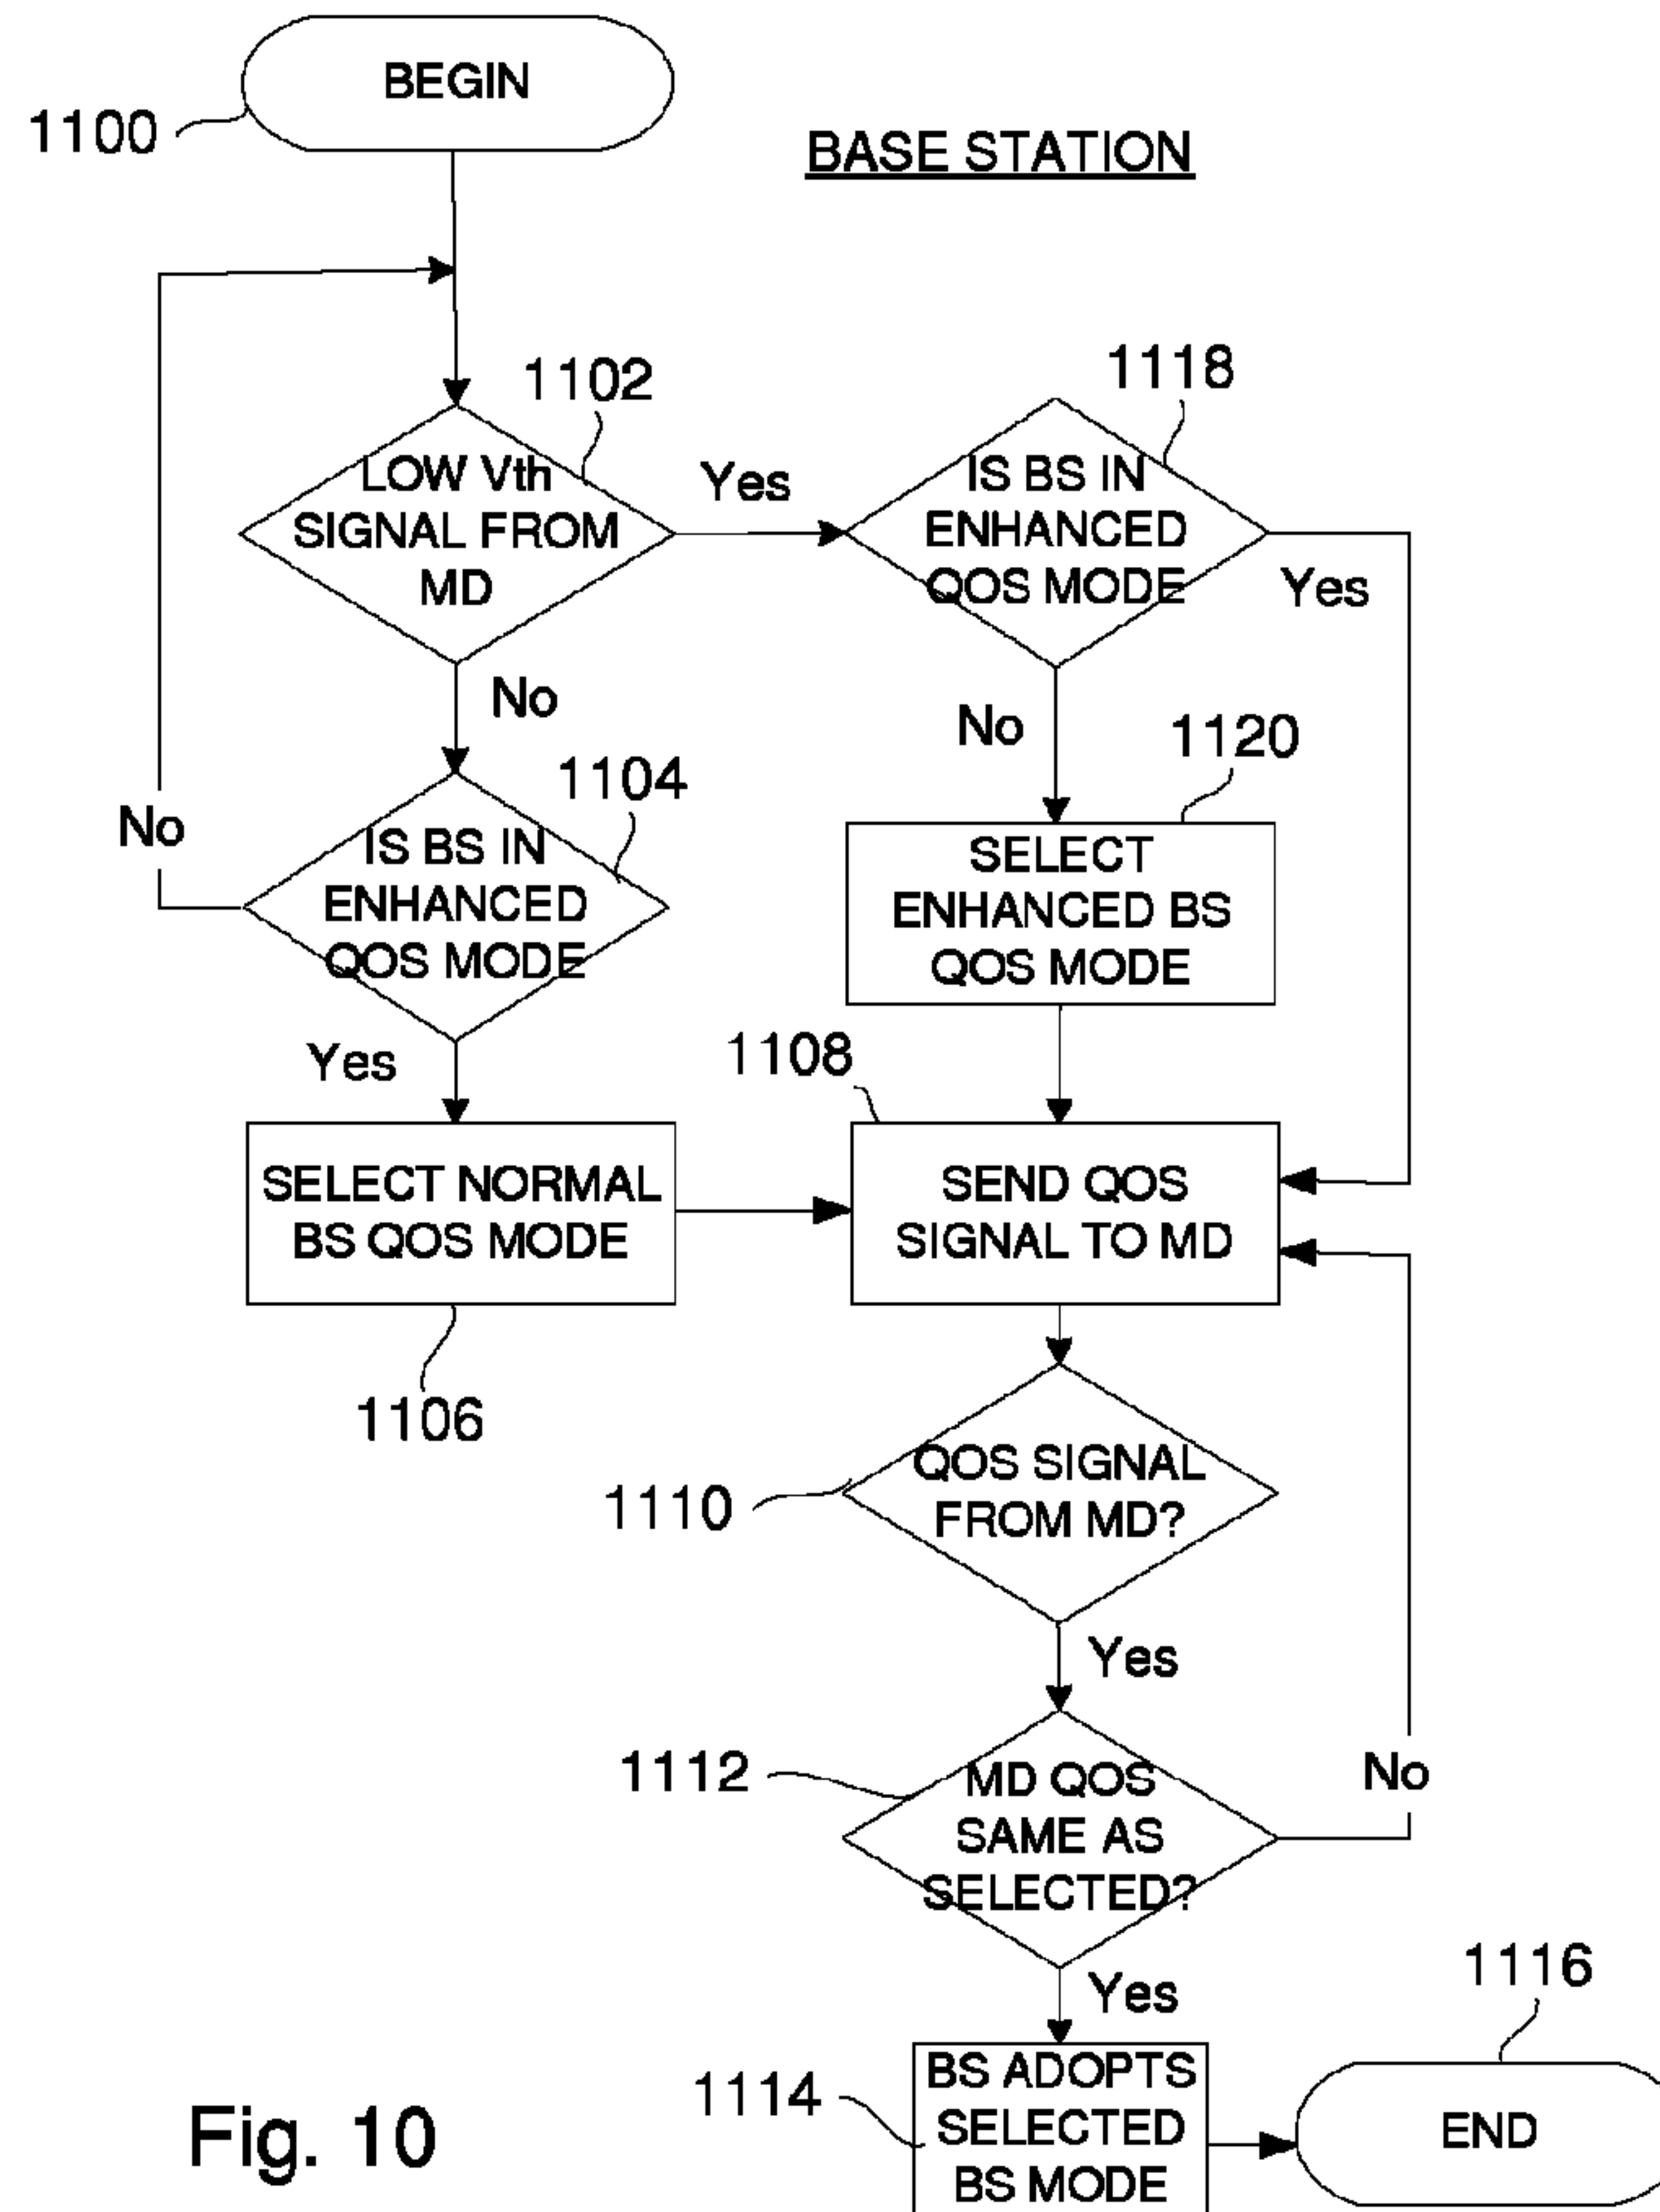 BEGIN
1100
BASE STATION
1102
LOW Vth
SIGNAL FROM
MD
Yes
1118
IS BS IN
ENHANCED
QOS MODE
Yes
No
No
1104
IS BS IN
ENHANCED
QOS MODE
No
1120
SELECT
ENHANCED BS
QOS MODE
Yes
1108
SELECT NORMAL
BS QOS MODE
SEND QOS
SIGNAL TO MD
1106
1110
QOS SIGNAL
FROM MD?
Yes
1112
MD QOS
SAME AS
SELECTED?
No
Yes
1116
1114
BS ADOPTS
SELECTED
BS MODE
END
Fig. 10